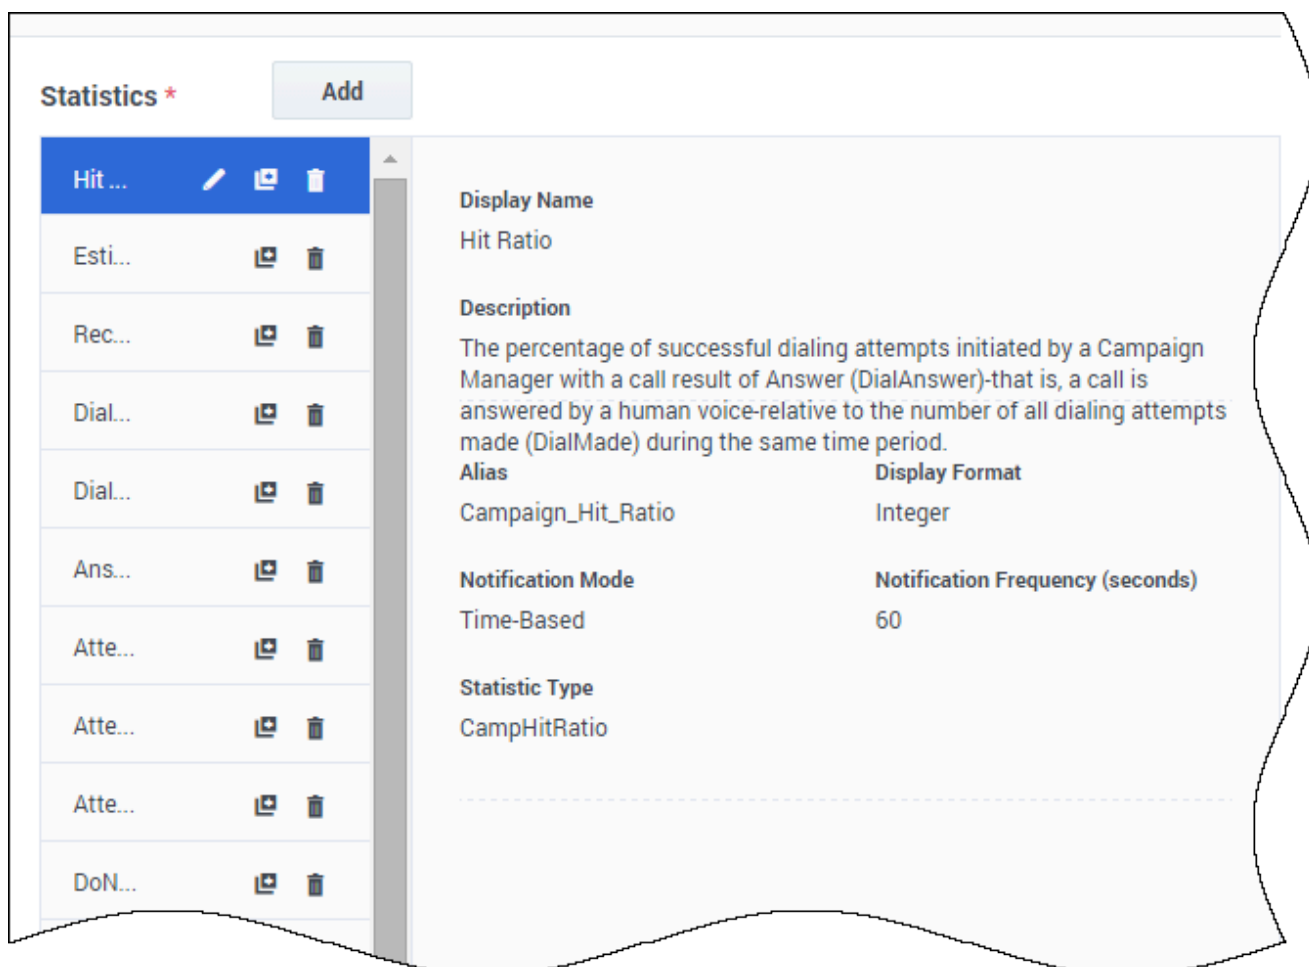 Statistics * Add
Hit ...
Esti...
Rec...
Dial...
Dial...
Ans...
Atte...
Atte...
Atte...
DoN...
Display Name
Hit Ratio
Description
The percentage of successful dialing attempts initiated by a Campaign
Manager with a call result of Answer (DialAnswer)-that is, a call is
answered by a human voice-relative to the number of all dialing attempts
made (DialMade) during the same time period.
Alias Display Format
Campaign_Hit_Ratio Integer
Notification Mode Notification Frequency (seconds)
Time-Based 60
Statistic Type
CampHitRatio